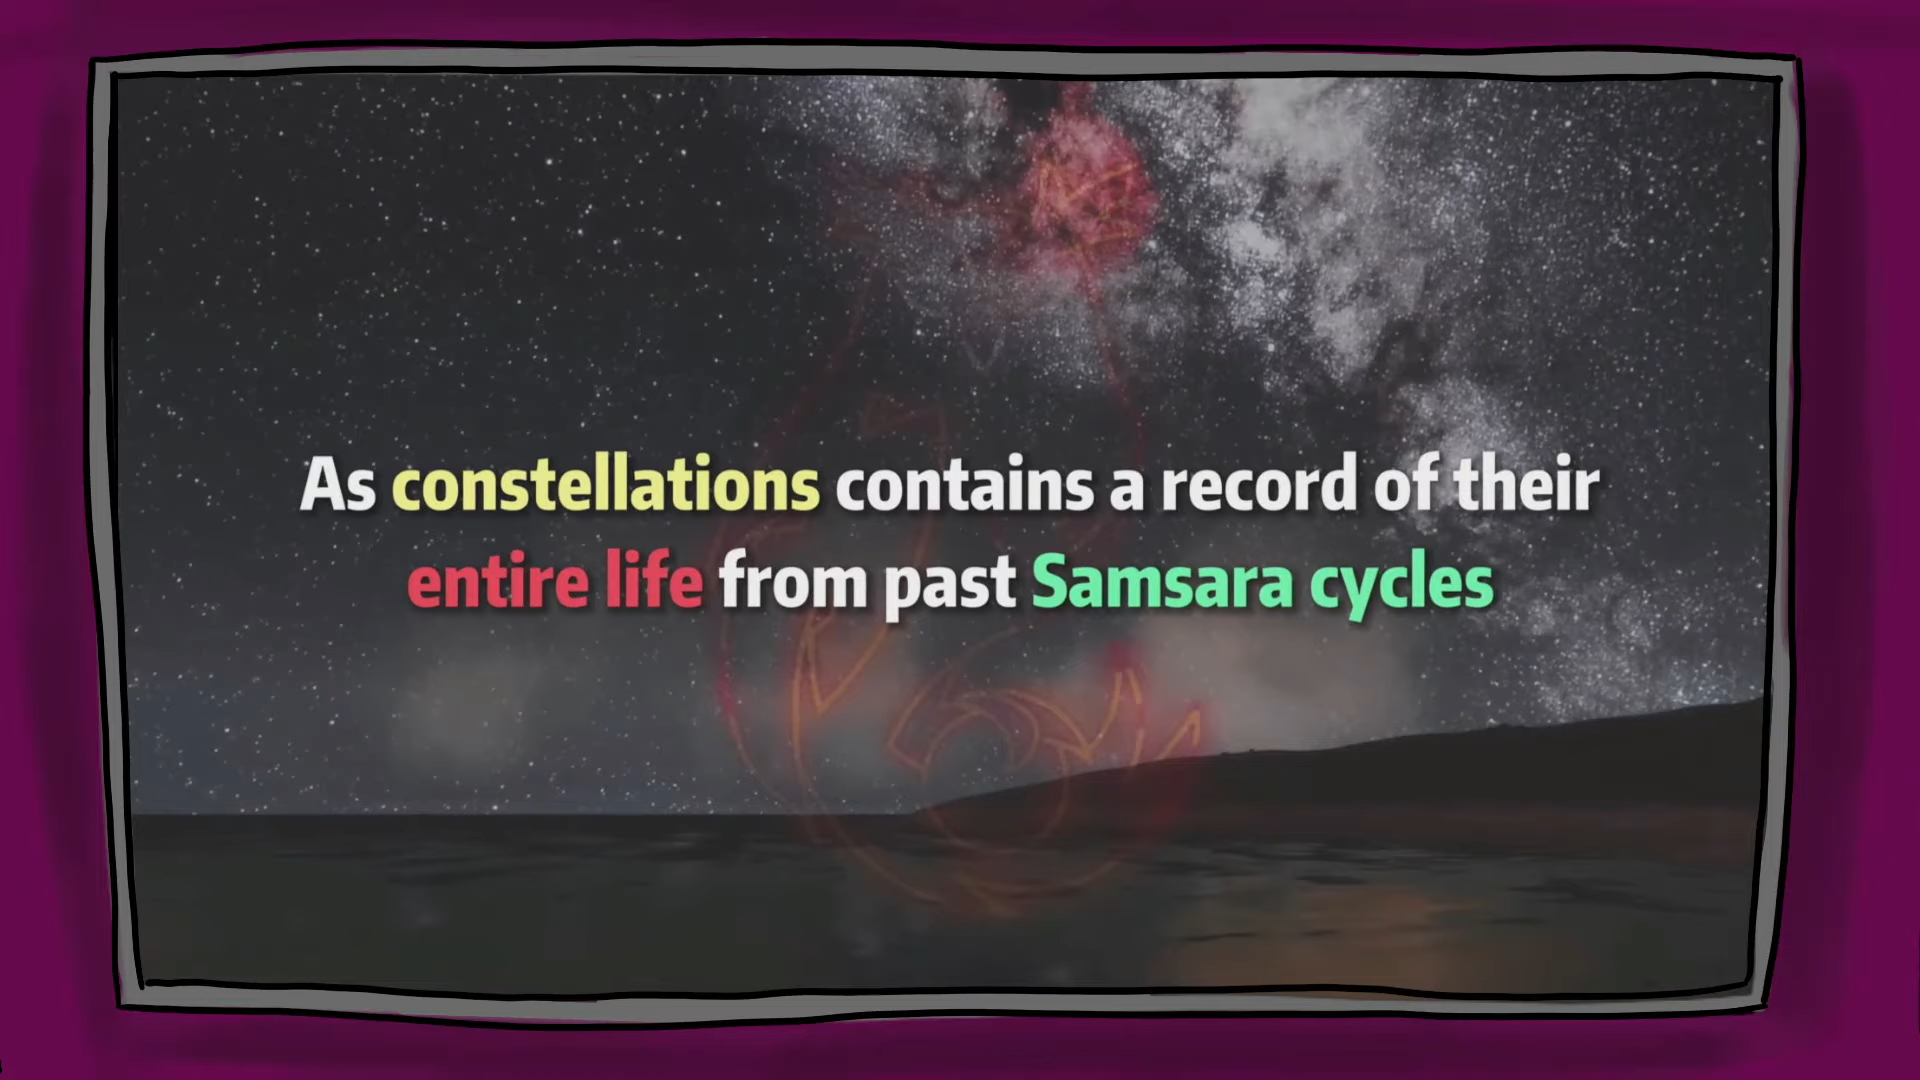 As constellations contains a record of their
entire life from past Samsara cycles